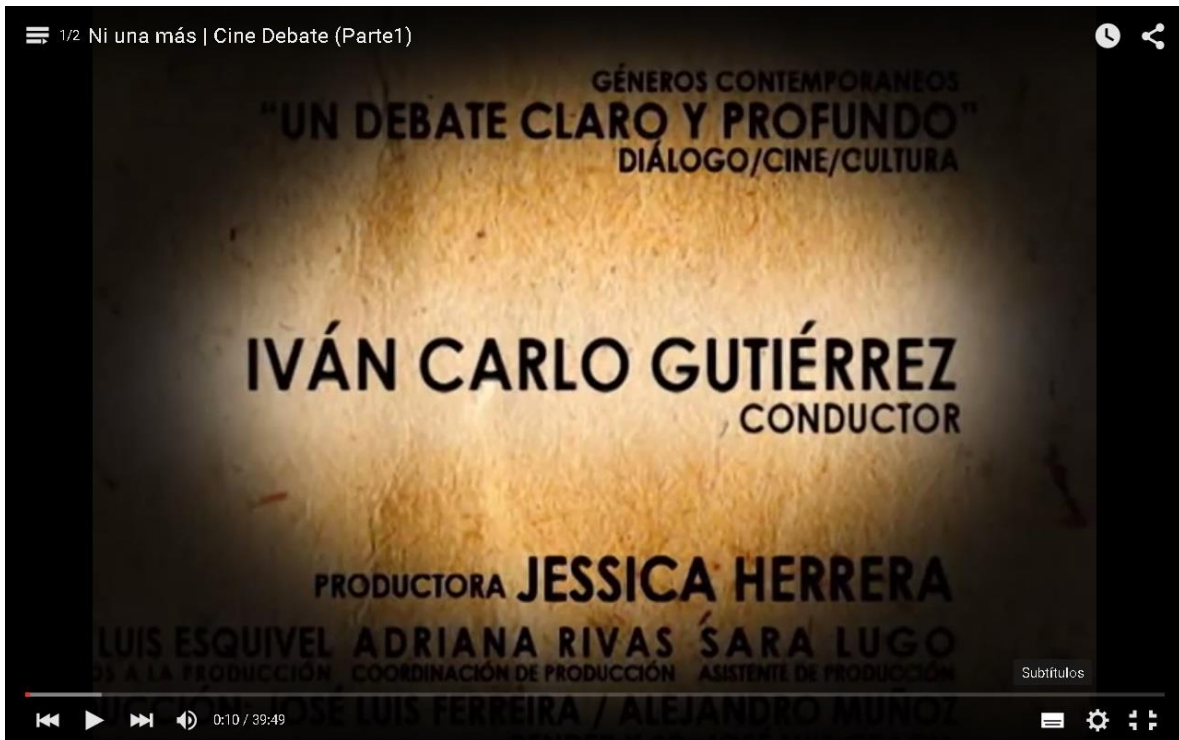 1/2 Ni una más | Cine Debate (Parte1)
GÉNEROS CONTEMPORANEOS
"UN DEBATE CLARO Y PROFUNDO"
DIÁLOGO/CINE/CULTURA
IVÁN CARLO GUTIÉRREZ
CONDUCTOR
PRODUCTORA JESSICA HERRERA
LUIS ESQUIVEL ADRIANA RIVAS SARA LUGO
A LA PRODUCCIÓN COORDINACIÓN DE PRODUCCIÓN ASISTENTE DE PRODUCCIÓN
Subtítulos
JOSÉ LUIS FERREIRA / ALEJANDRO MUÑOZ
0:10 / 39:49